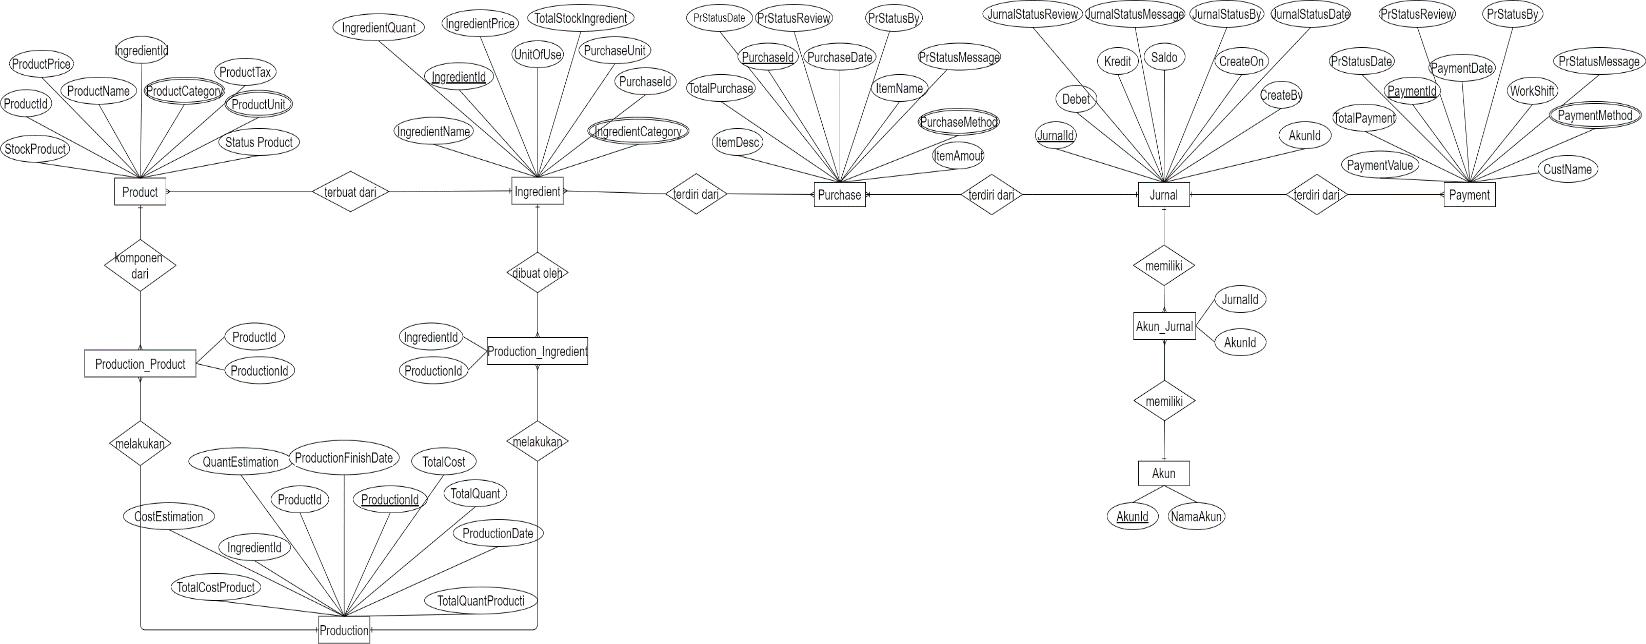 IngredientQuant
IngredientPrice
TotalStockIngredient
PrStatusDate
PrStatusReview
PrStatusBy
JurnalStatusReview
JurnalStatusMessage
JurnalStatusBy
JurnalStatusDate
PrStatusReview
PrStatusBy
ProductPrice
IngredientId
ProductTax
ProductName
ProductCategory
ProductId
ProductUnit
StockProduct
Status Product
IngredientId
UnitOfUse
PurchaseUnit
PurchaseId
IngredientName
IngredientCategory
PurchaseId
PurchaseDate
PrStatusMessage
TotalPurchase
ItemName
PurchaseMethod
ItemDesc
ItemAmout
Kredit
Saldo
CreateOn
Debet
CreateBy
JurnalId
AkunId
PrStatusDate
PaymentDate
PrStatusMessage
PaymentId
WorkShift
TotalPayment
PaymentMethod
PaymentValue
CustName
Product
terbuat dari
Ingredient
terdiri dari
Purchase
terdiri dari
Jurnal
terdiri dari
Payment
komponen
dari
dibuat oleh
memiliki
JurnalId
Akun_Jurnal
AkunId
ProductId
Production_Product
ProductionId
IngredientId
Production_Ingredient
ProductionId
memiliki
melakukan
melakukan
Akun
AkunId
NamaAkun
QuantEstimation
ProductionFinishDate
TotalCost
ProductId
ProductionId
TotalQuant
CostEstimation
ProductionDate
IngredientId
TotalCostProduct
TotalQuantProducti
Production